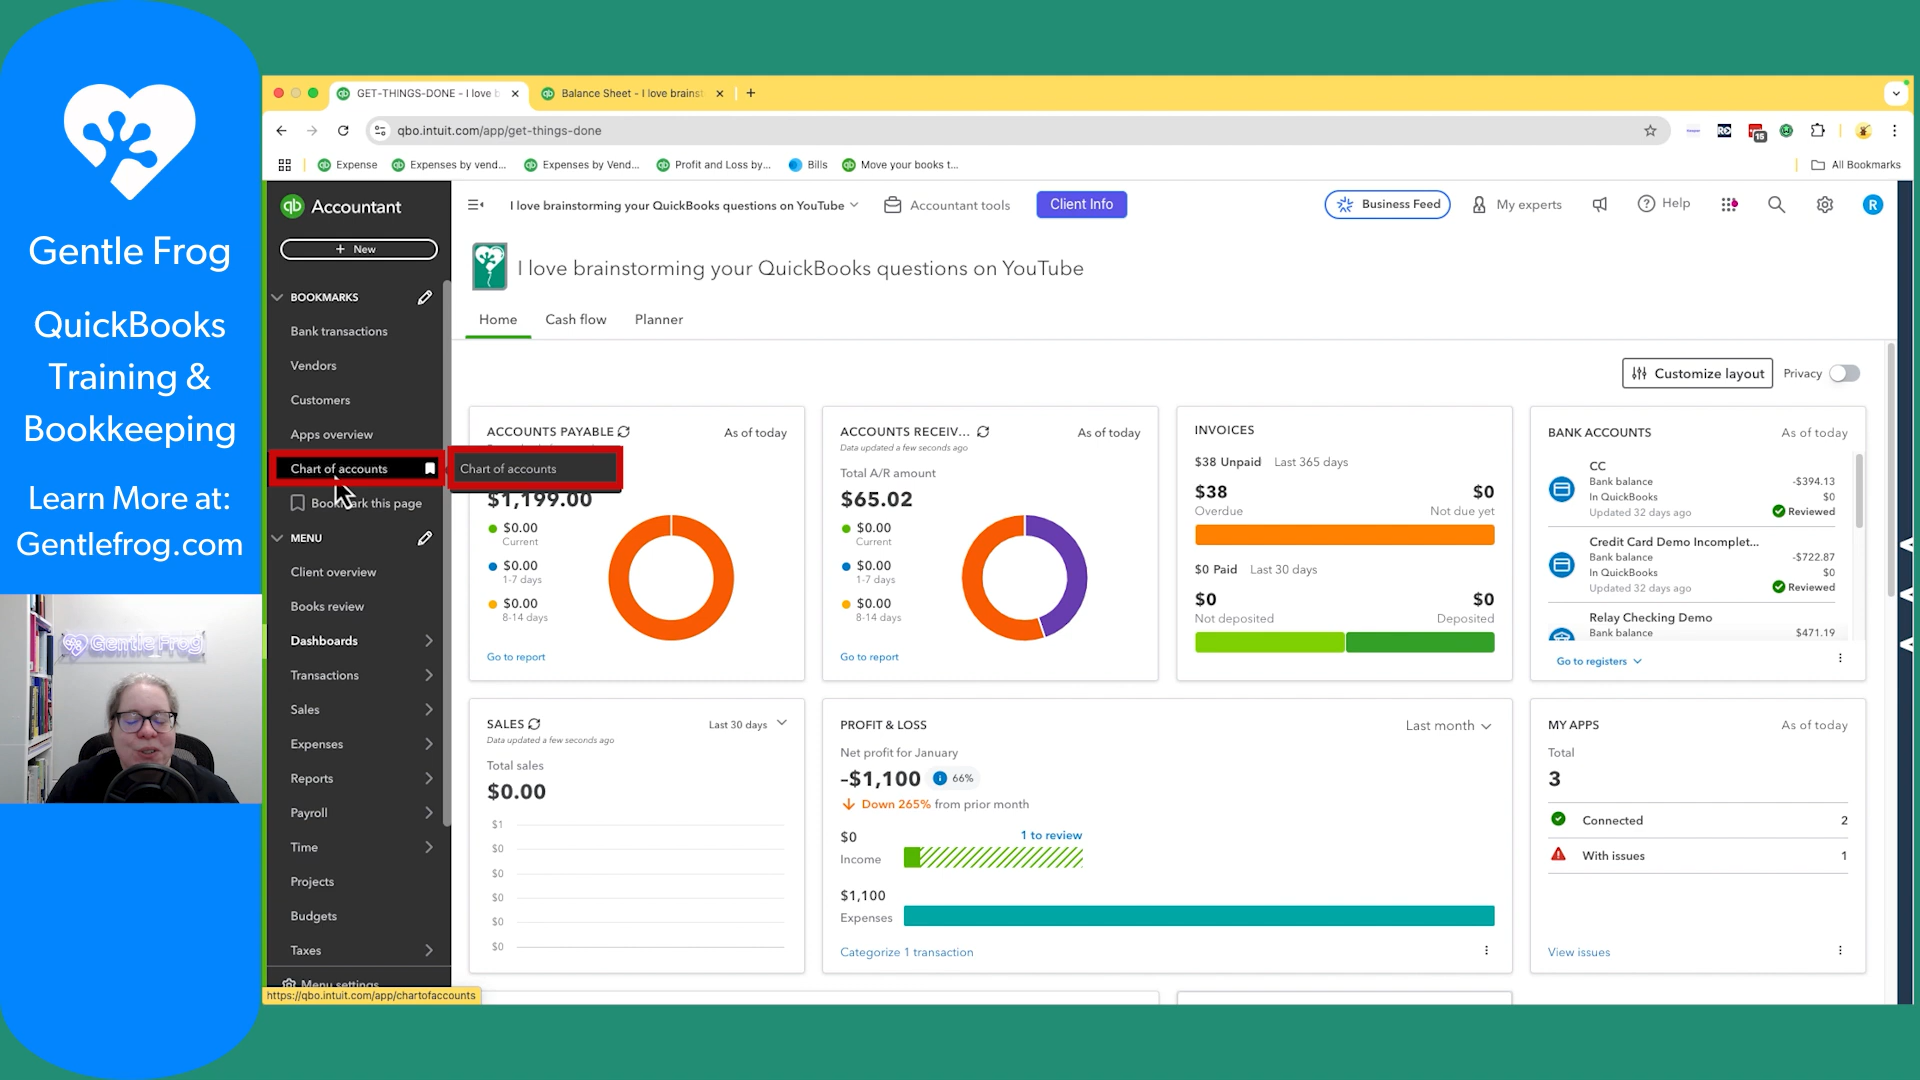 Gentle Frog
QuickBooks
Training &
Bookkeeping
Learn More at:
Gentlefrog.com
Gentle Frog
GET-THINGS-DONE - I love b
Balance Sheet - I love brainst
qbo.intuit.com/app/get-things-done
15
Expense
Expenses by vend...
Expenses by Vend...
Profit and Loss by...
Bills
Move your books t...
All Bookmarks
qb Accountant
+ New
BOOKMARKS
Bank transactions
Vendors
Customers
Apps overview
Chart of accounts
Chart of accounts
Bookmark this page
MENU
Client overview
Books review
Dashboards
Transactions
Sales
Expenses
Reports
Payroll
Time
Projects
Budgets
Taxes
Menu settings
https://qbo.intuit.com/app/chartofaccounts
I love brainstorming your QuickBooks questions on YouTube
Accountant tools
Client Info
Business Feed
My experts
Help
R
I love brainstorming your QuickBooks questions on YouTube
Home
Cash flow
Planner
Customize layout
Privacy
ACCOUNTS PAYABLE
As of today
$1,199.00
$0.00
Current
$0.00
1-7 days
$0.00
8-14 days
Go to report
ACCOUNTS RECEIV...
As of today
Data updated a few seconds ago
Total A/R amount
$65.02
$0.00
Current
$0.00
1-7 days
$0.00
8-14 days
Go to report
INVOICES
$38 Unpaid Last 365 days
$38 $0
Overdue Not due yet
$0 Paid Last 30 days
$0 $0
Not deposited Deposited
BANK ACCOUNTS
As of today
CC
Bank balance -$394.13
In QuickBooks $0
Updated 32 days ago Reviewed
Credit Card Demo Incomplet...
Bank balance -$722.87
In QuickBooks $0
Updated 32 days ago Reviewed
Relay Checking Demo
Bank balance $471.19
Go to registers
SALES
Last 30 days
Data updated a few seconds ago
Total sales
$0.00
$1
$0
$0
$0
$0
$0
PROFIT & LOSS
Last month
Net profit for January
-$1,100 66%
Down 265% from prior month
$0
1 to review
Income
$1,100
Expenses
Categorize 1 transaction
MY APPS
As of today
Total
3
Connected 2
With issues 1
View issues